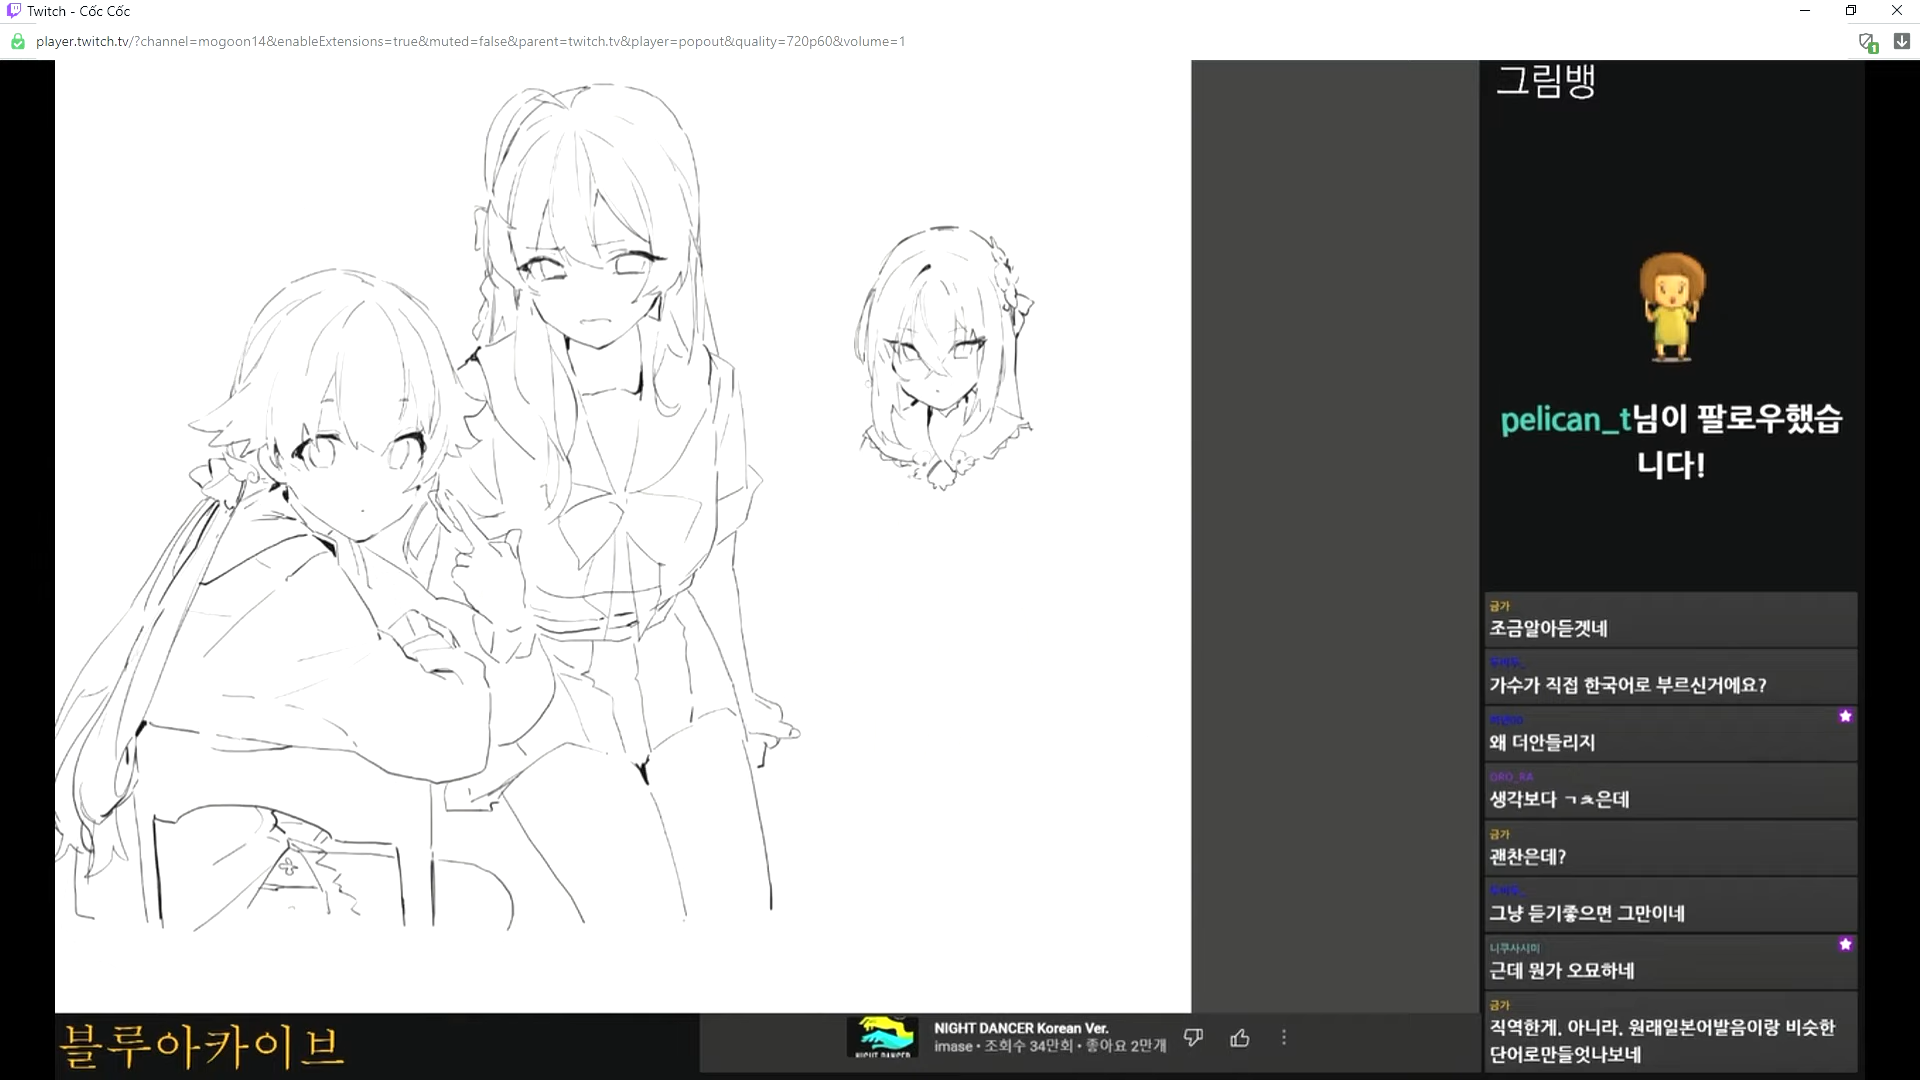 Twitch - Cốc Cốc
player.twitch.tv/?channel=mogoon14&enableExtensions=true&muted=false&parent=twitch.tv&player=popout&quality=720p60&volume=1
1
그림뱅
pelican_t님이 팔로우했습
니다!
금가
조금알아듣겟네
가수가 직접 한국어로 부르신거에요?
왜 더안들리지
QRO_RA
생각보다 ㄱㅊ은데
금가
괜찬은데?
그냥 듣기좋으면 그만이네
니쿠사시미
근데 뭔가 오묘하네
금가
직역한게. 아니라. 원래일본어발음이랑 비슷한
단어로만들엇나보네
블루아카이브
NIGHT DANCER
NIGHT DANCER Korean Ver.
imase • 조회수 34만회 • 좋아요 2만개